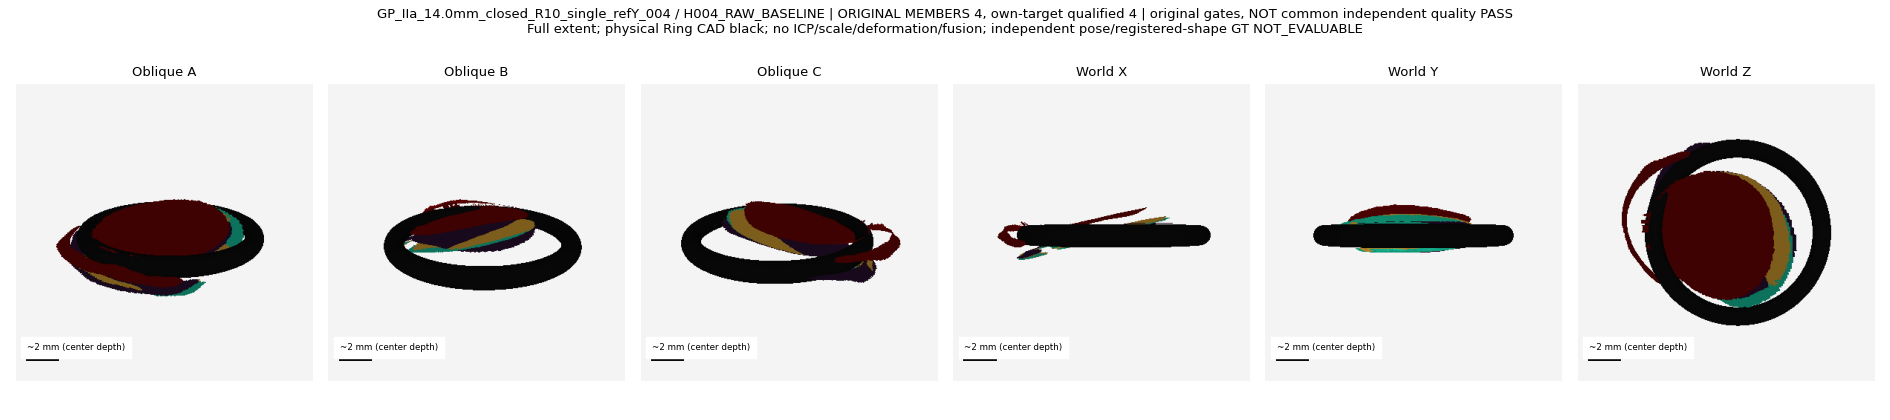 GP_IIa_14.0mm_closed_R10_single_refY_004 / H004_RAW_BASELINE | ORIGINAL MEMBERS 4, own-target qualified 4 | original gates, NOT common independent quality PASS
Full extent; physical Ring CAD black; no ICP/scale/deformation/fusion; independent pose/registered-shape GT NOT_EVALUABLE
Oblique A
Oblique B
Oblique C
World X
World Y
World Z
~2 mm (center depth)
~2 mm (center depth)
~2 mm (center depth)
~2 mm (center depth)
~2 mm (center depth)
~2 mm (center depth)